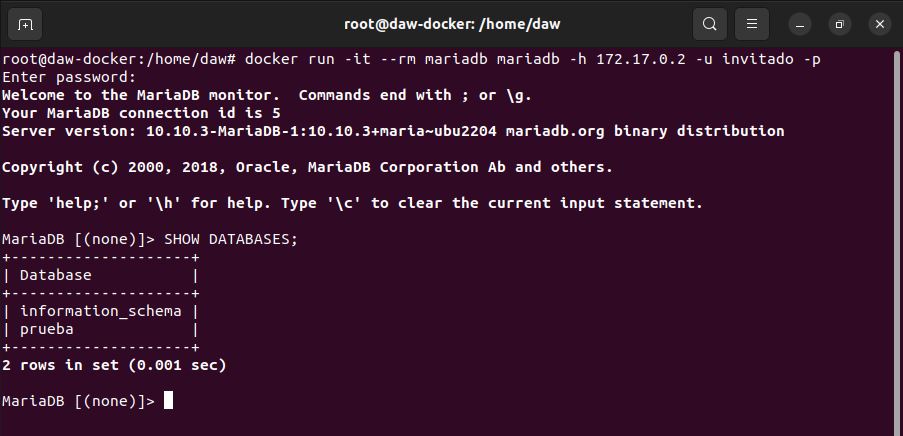 root@daw-docker: /home/daw
root@daw-docker:/home/daw# docker run -it --rm mariadb mariadb -h 172.17.0.2 -u invitado -p
Enter password:
Welcome to the MariaDB monitor.  Commands end with ; or \g.
Your MariaDB connection id is 5
Server version: 10.10.3-MariaDB-1:10.10.3+maria~ubu2204 mariadb.org binary distribution

Copyright (c) 2000, 2018, Oracle, MariaDB Corporation Ab and others.

Type 'help;' or '\h' for help. Type '\c' to clear the current input statement.

MariaDB [(none)]> SHOW DATABASES;
+--------------------+
| Database           |
+--------------------+
| information_schema |
| prueba             |
+--------------------+
2 rows in set (0.001 sec)

MariaDB [(none)]>